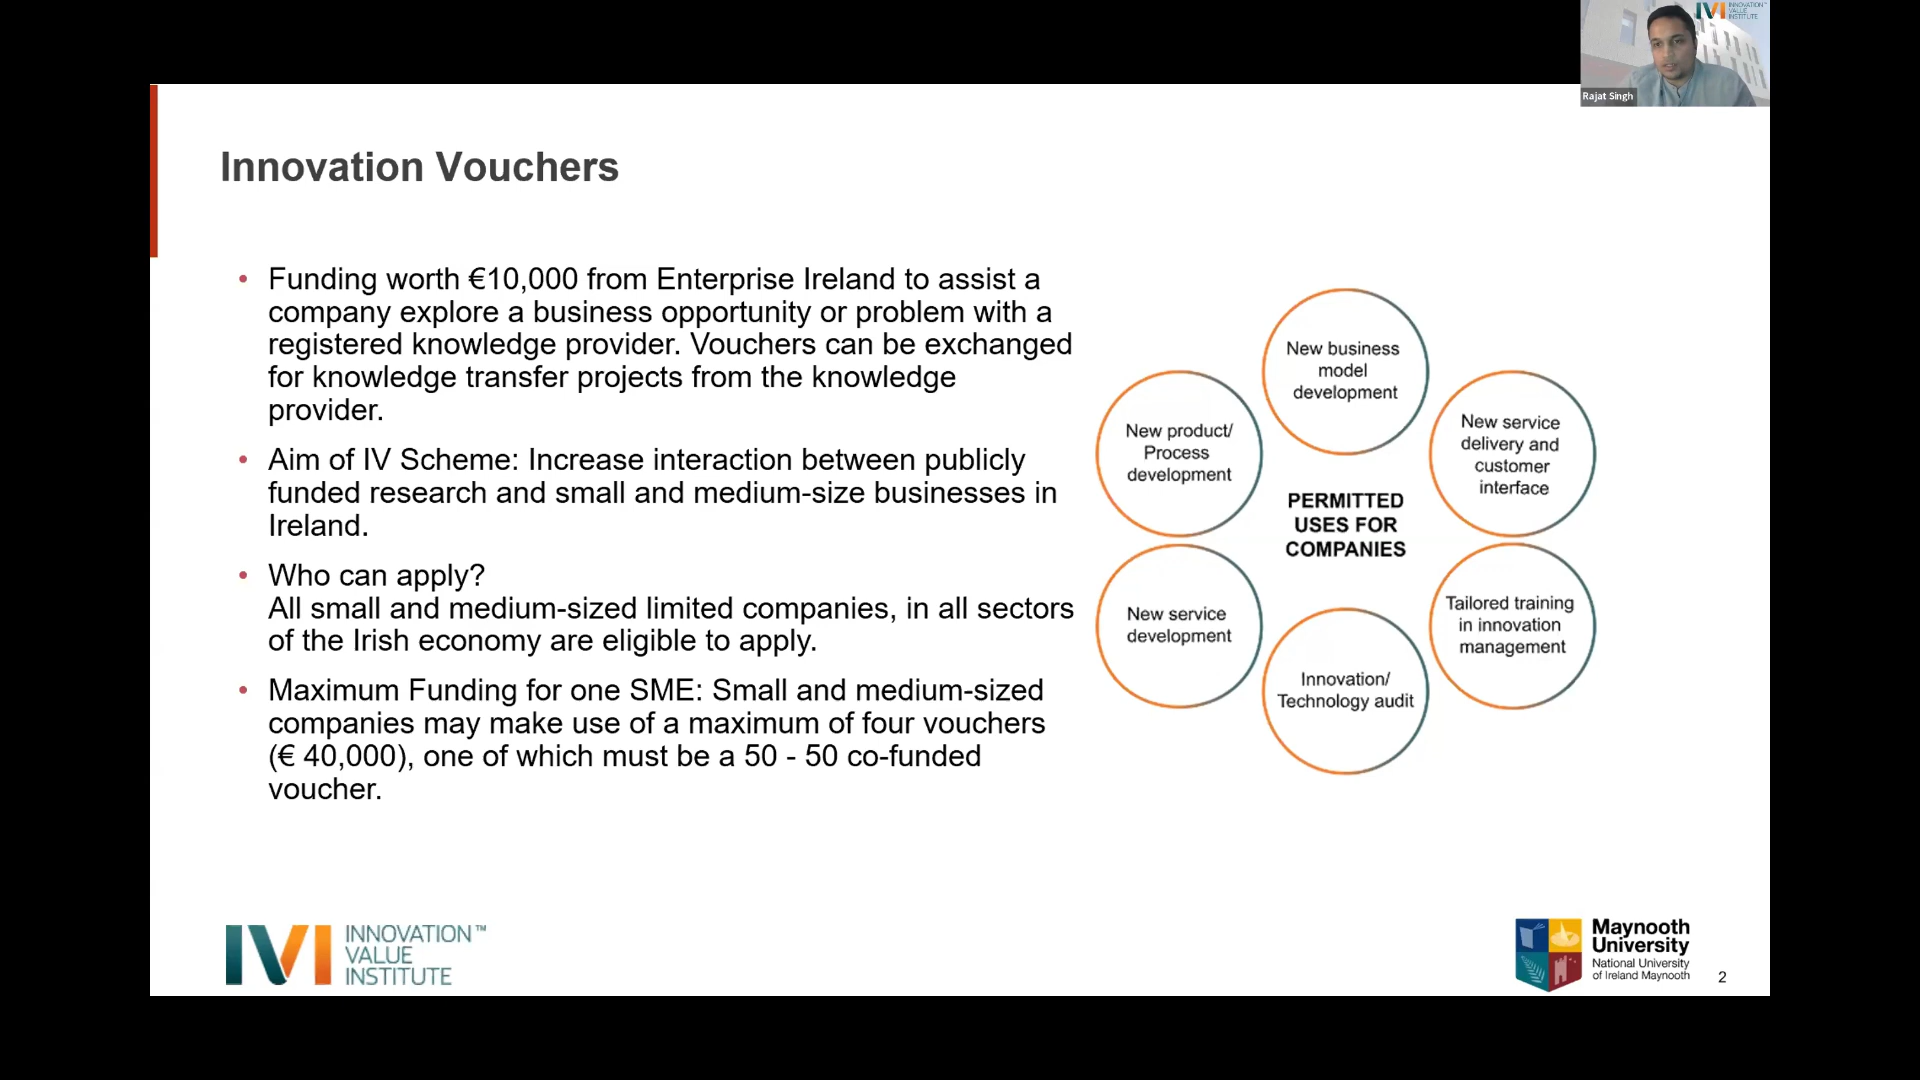 IVI INNOVATION™
VALUE
INSTITUTE
Rajat Singh
Innovation Vouchers
• Funding worth €10,000 from Enterprise Ireland to assist a
company explore a business opportunity or problem with a
registered knowledge provider. Vouchers can be exchanged
for knowledge transfer projects from the knowledge
provider.
• Aim of IV Scheme: Increase interaction between publicly
funded research and small and medium-size businesses in
Ireland.
• Who can apply?
All small and medium-sized limited companies, in all sectors
of the Irish economy are eligible to apply.
• Maximum Funding for one SME: Small and medium-sized
companies may make use of a maximum of four vouchers
(€ 40,000), one of which must be a 50 - 50 co-funded
voucher.
New business
model
development
New product/
Process
development
New service
delivery and
customer
interface
PERMITTED
USES FOR
COMPANIES
New service
development
Tailored training
in innovation
management
Innovation/
Technology audit
IVI INNOVATION™
VALUE
INSTITUTE
Maynooth
University
National University
of Ireland Maynooth
2